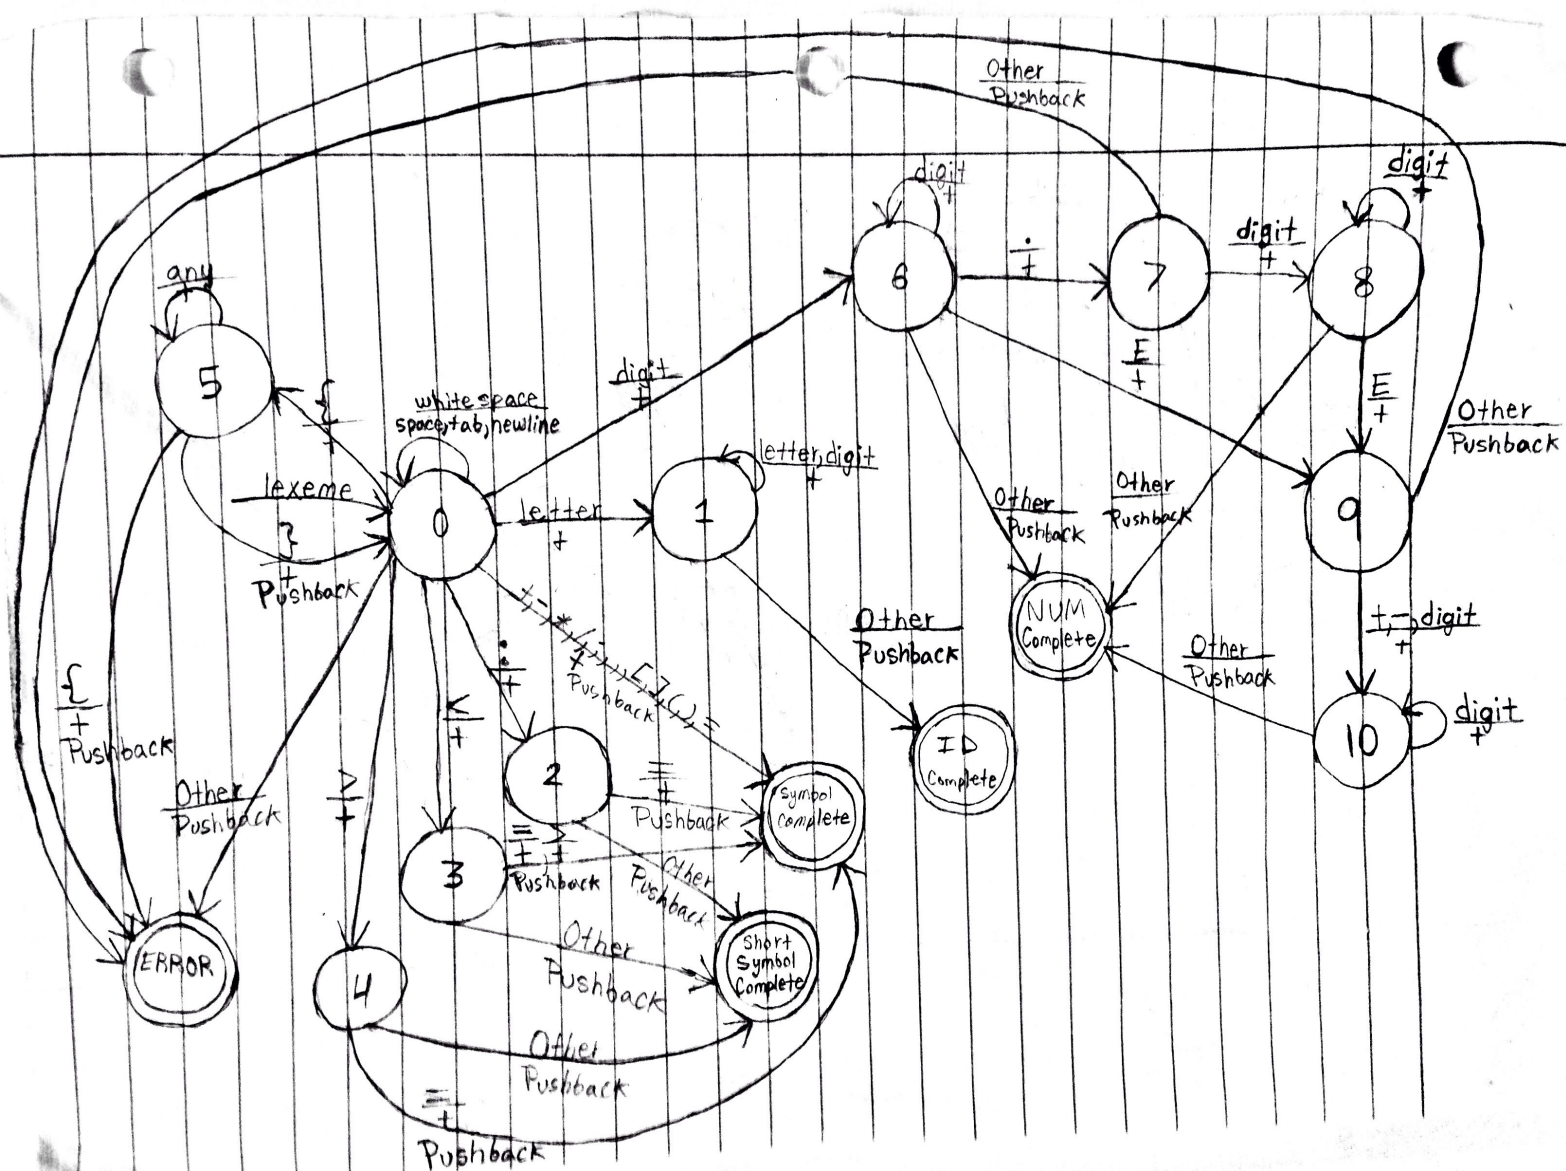 Other
Pushback
digit
+
digit
+
6
.
+
7
digit
+
8
any
+
5
{
+
white space
space,tab,newline
digit
+
E
+
E
+
Other
Pushback
lexeme
0
letter
+
1
letter,digit
+
}
+
Pushback
Other
Pushback
Other
Pushback
9
NUM
Complete
+,-,digit
+
Other
Pushback
Other
Pushback
+
Pushback
:
+
<
+
{
+
Pushback
ID
Complete
10
digit
+
Other
Pushback
>
+
2
=
+
Pushback
Symbol
Complete
3
=
+
,
>
+
Pushback
Other
Pushback
ERROR
4
Other
Pushback
Short
Symbol
Complete
Other
Pushback
=
+
Pushback